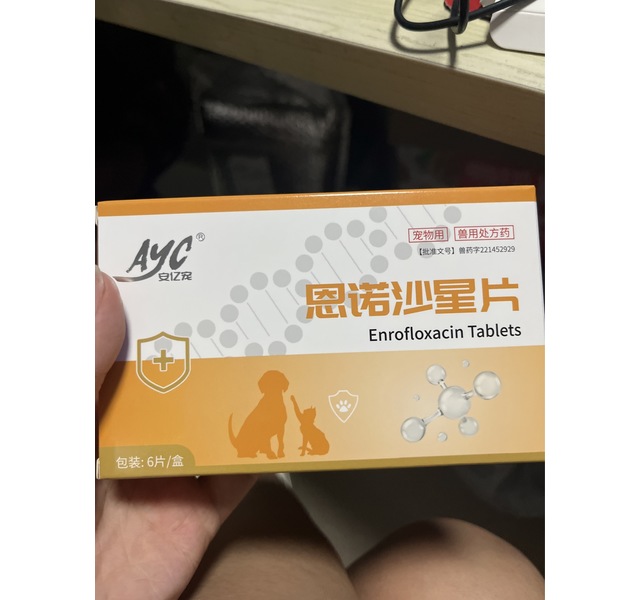 AYC®
安亿宠
宠物用 兽用处方药
【批准文号】兽药字221452929
恩诺沙星片
Enrofloxacin Tablets
包装: 6片/盒